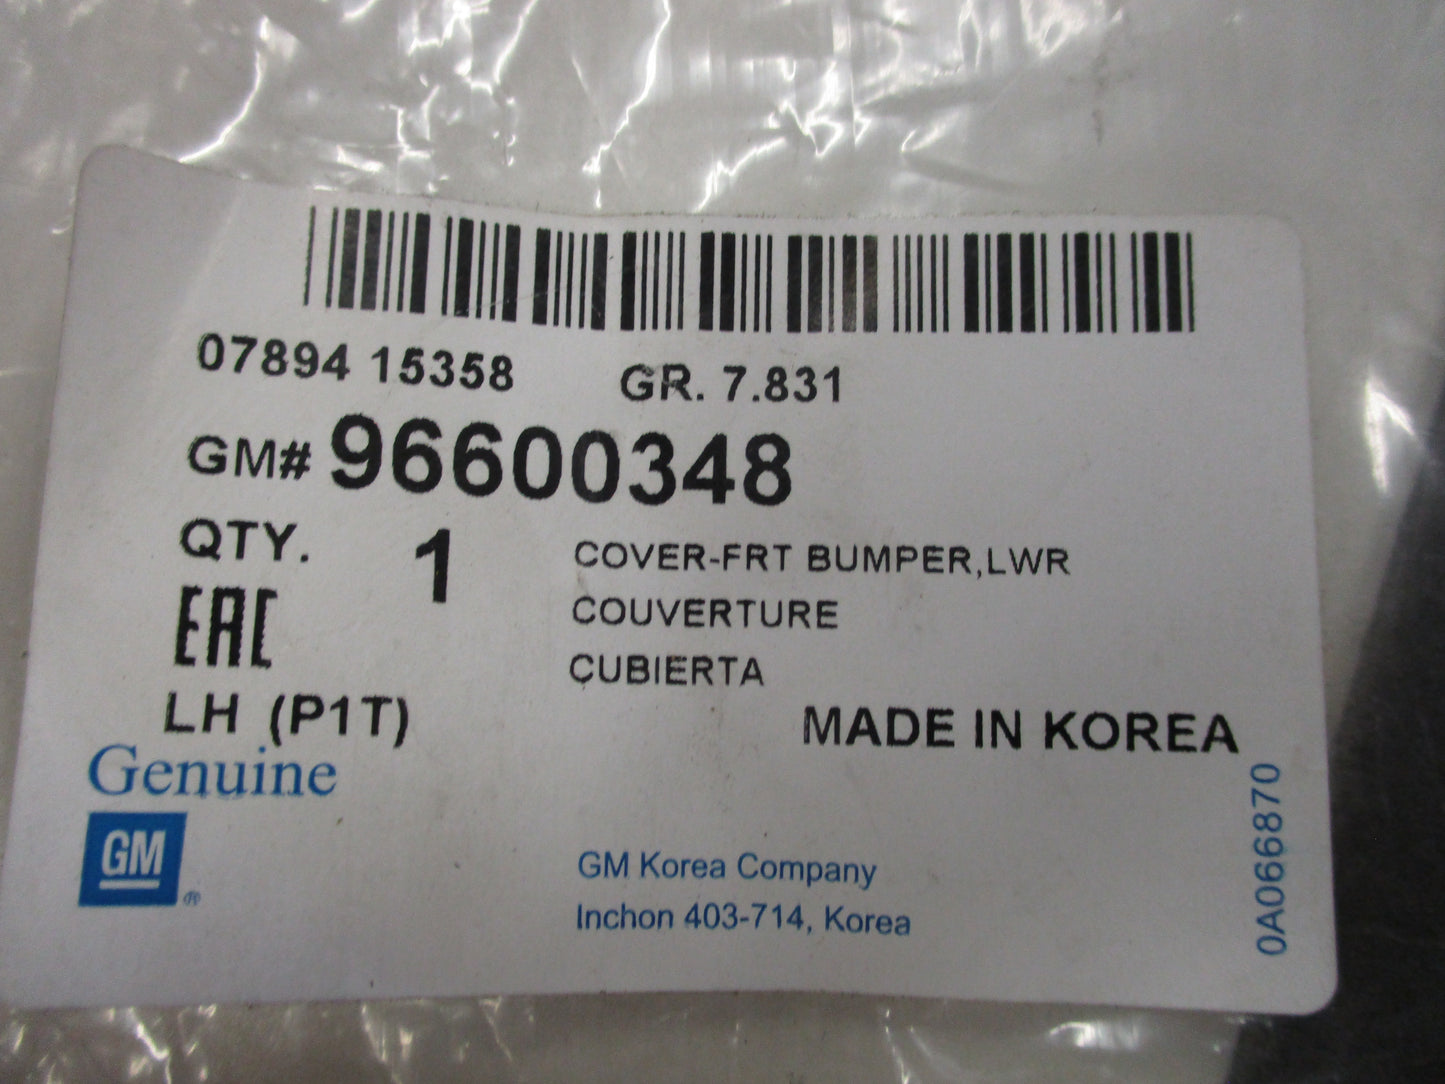 07894 15358 GR. 7.831
GM# 96600348
QTY. 1 COVER-FRT BUMPER,LWR
COUVERTURE
CUBIERTA
EAC
LH (P1T)
MADE IN KOREA
Genuine
GM ®
GM Korea Company
Inchon 403-714, Korea
0A066870